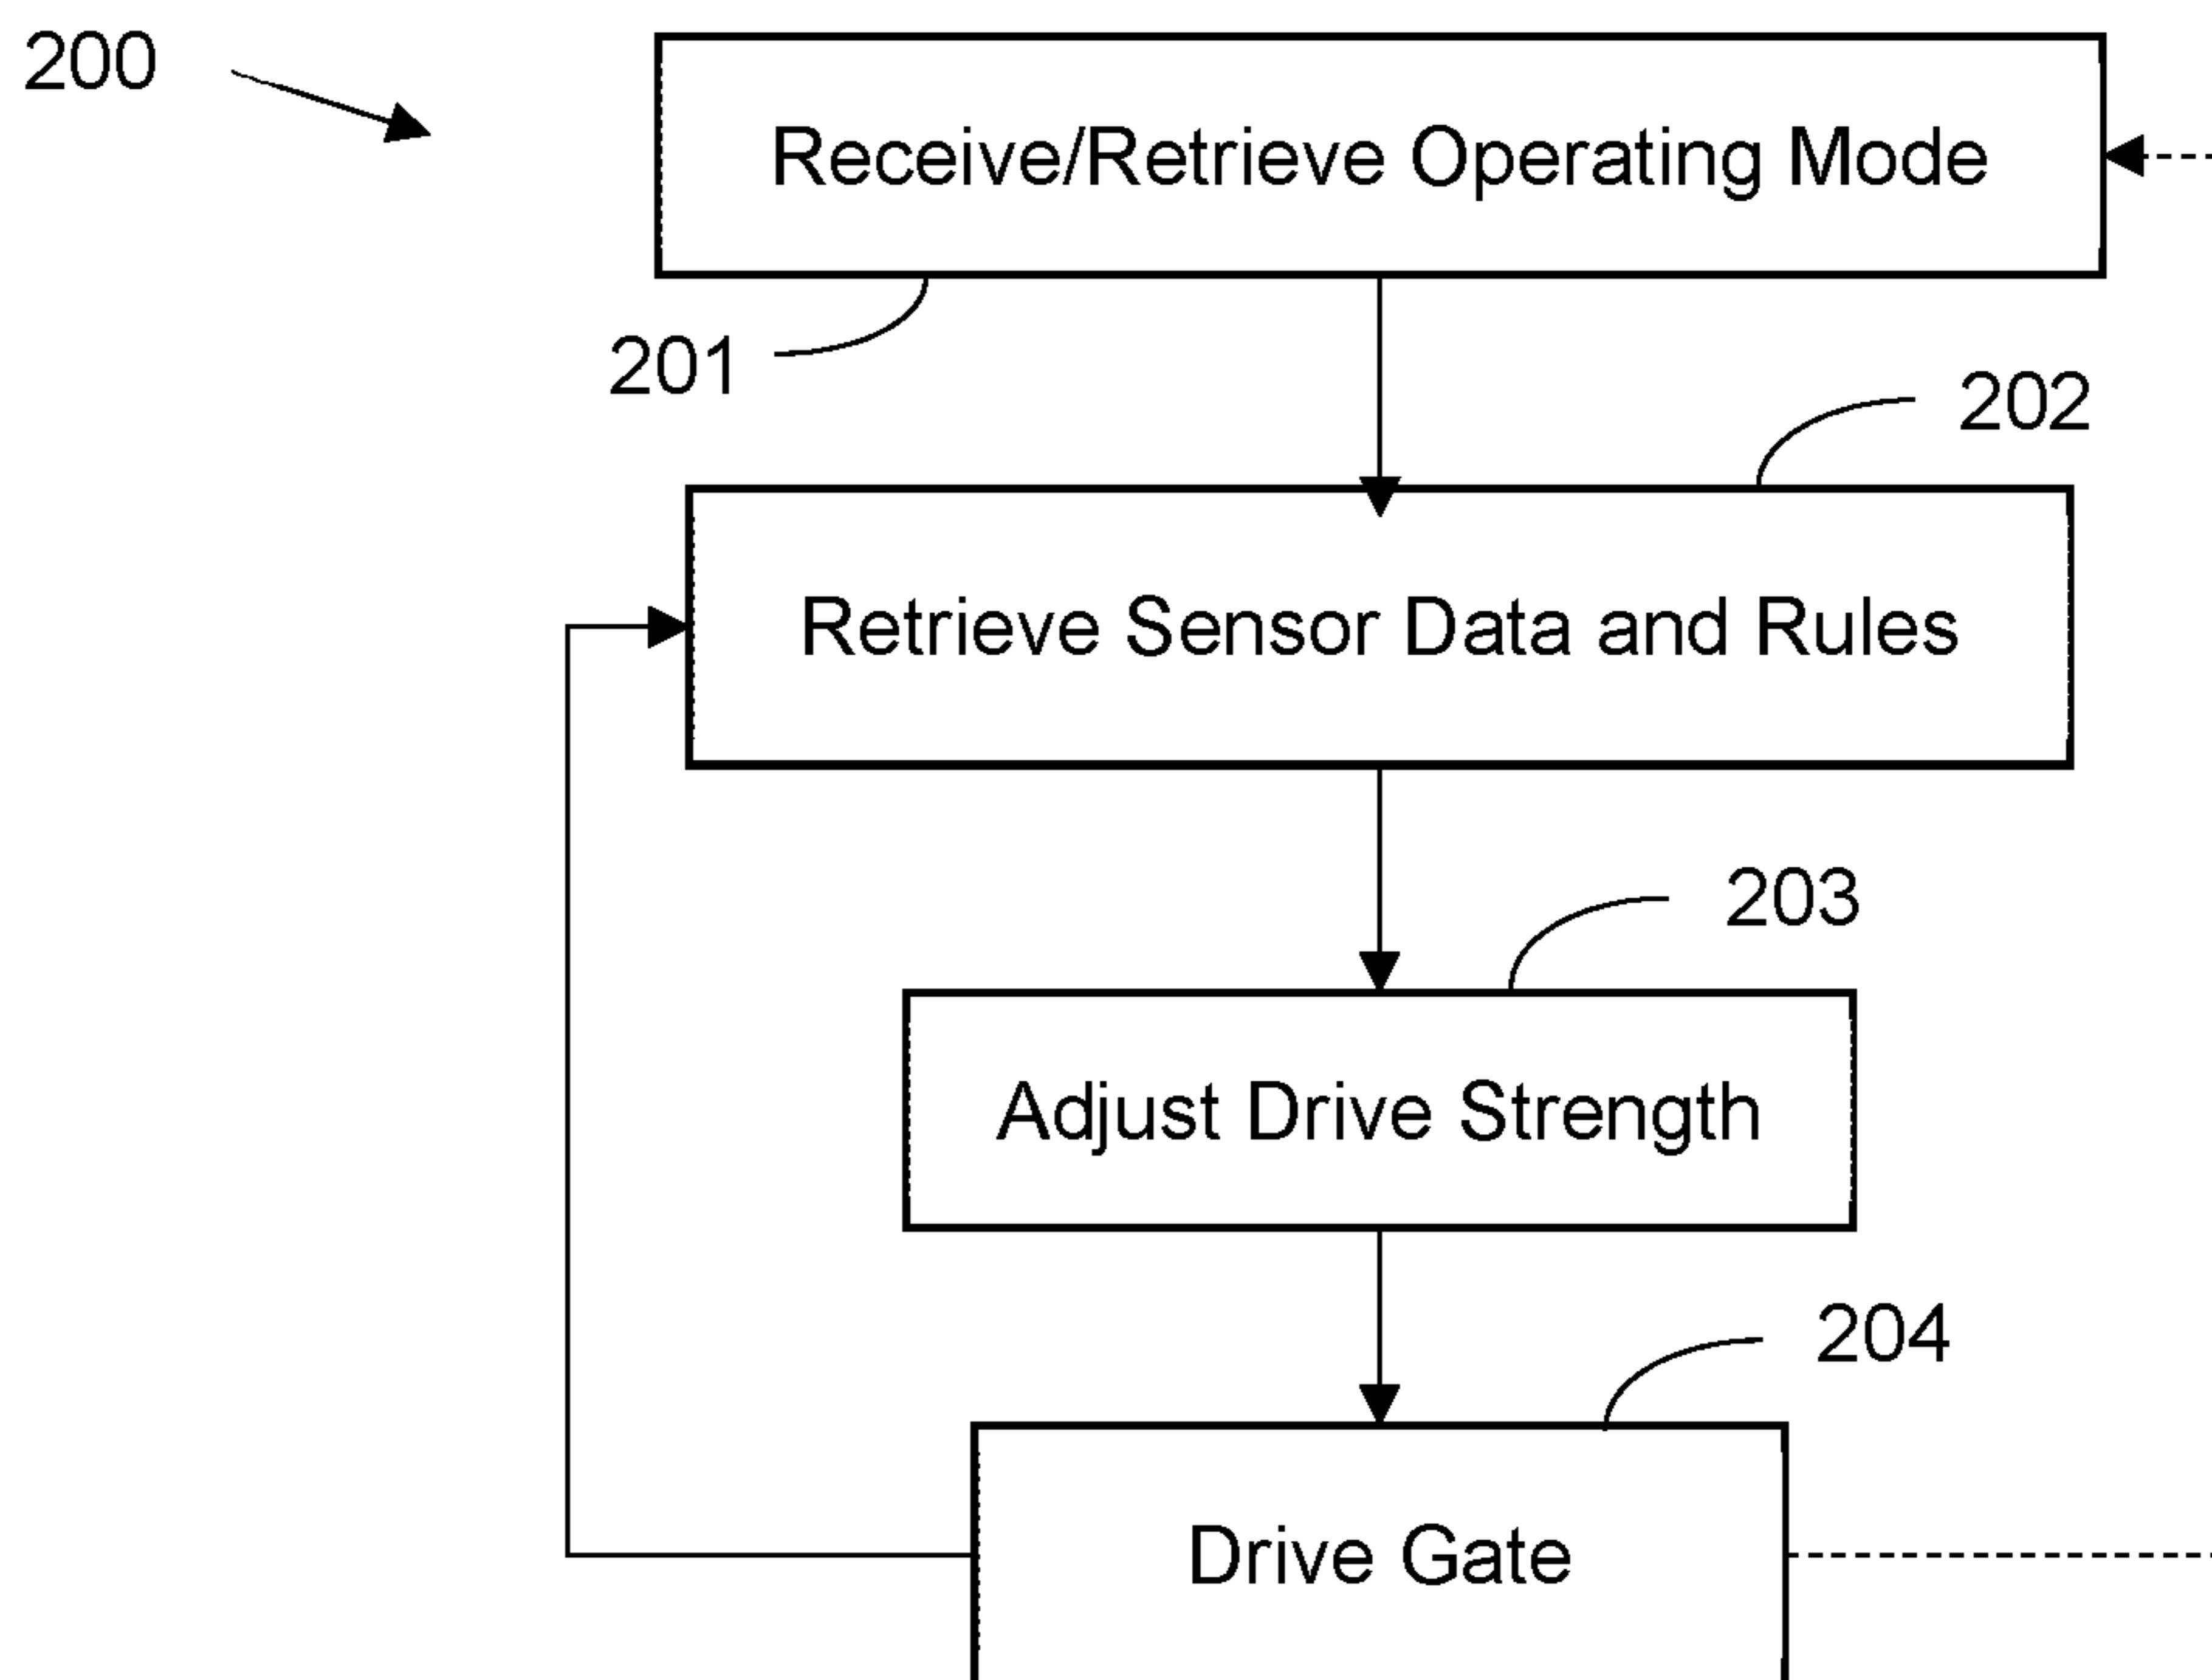 200
Receive/Retrieve Operating Mode
201
202
Retrieve Sensor Data and Rules
203
Adjust Drive Strength
204
Drive Gate